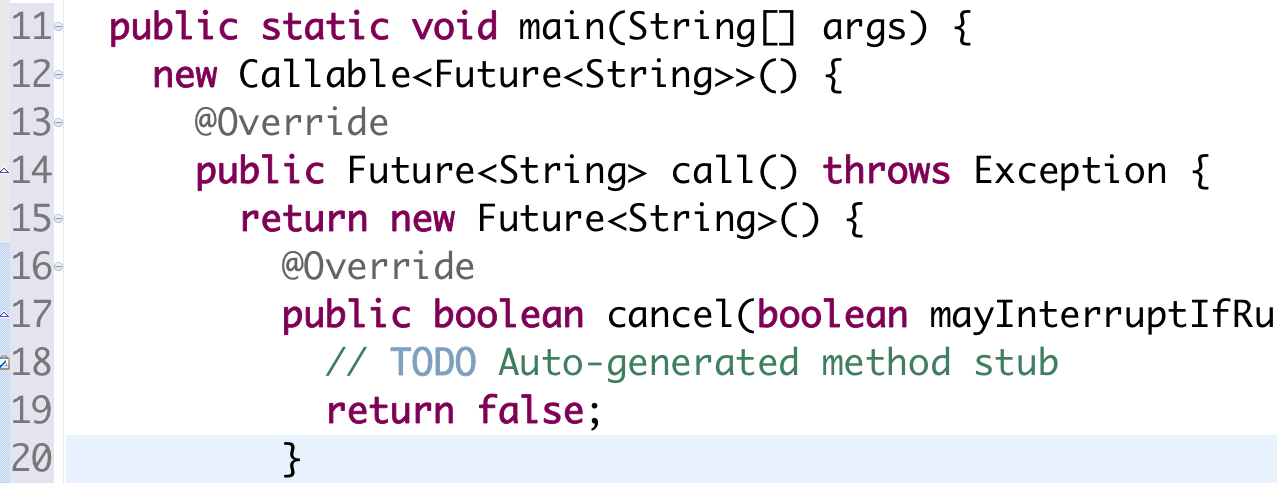 11 public static void main(String[] args) {
12 new Callable<Future<String>>() {
13 @Override
14 public Future<String> call() throws Exception {
15 return new Future<String>() {
16 @Override
17 public boolean cancel(boolean mayInterruptIfRu
18 // TODO Auto-generated method stub
19 return false;
20 }